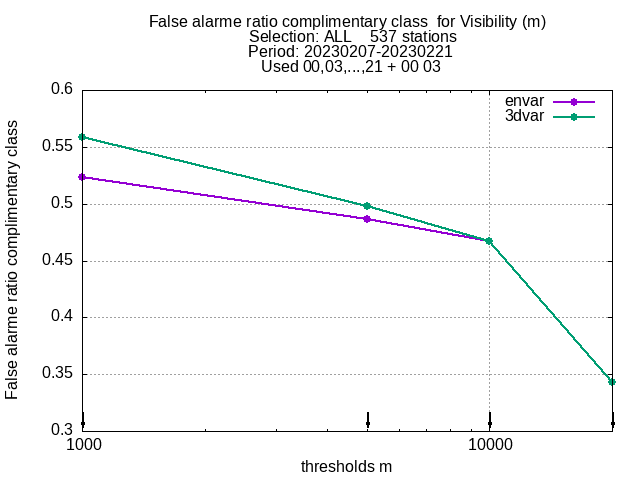 False alarme ratio complimentary class  for Visibility (m)
Selection: ALL    537 stations
Period: 20230207-20230221
Used 00,03,...,21 + 00 03
envar
3dvar
0.6
0.55
0.5
0.45
0.4
0.35
0.3
False alarme ratio complimentary class
1000
10000
thresholds m